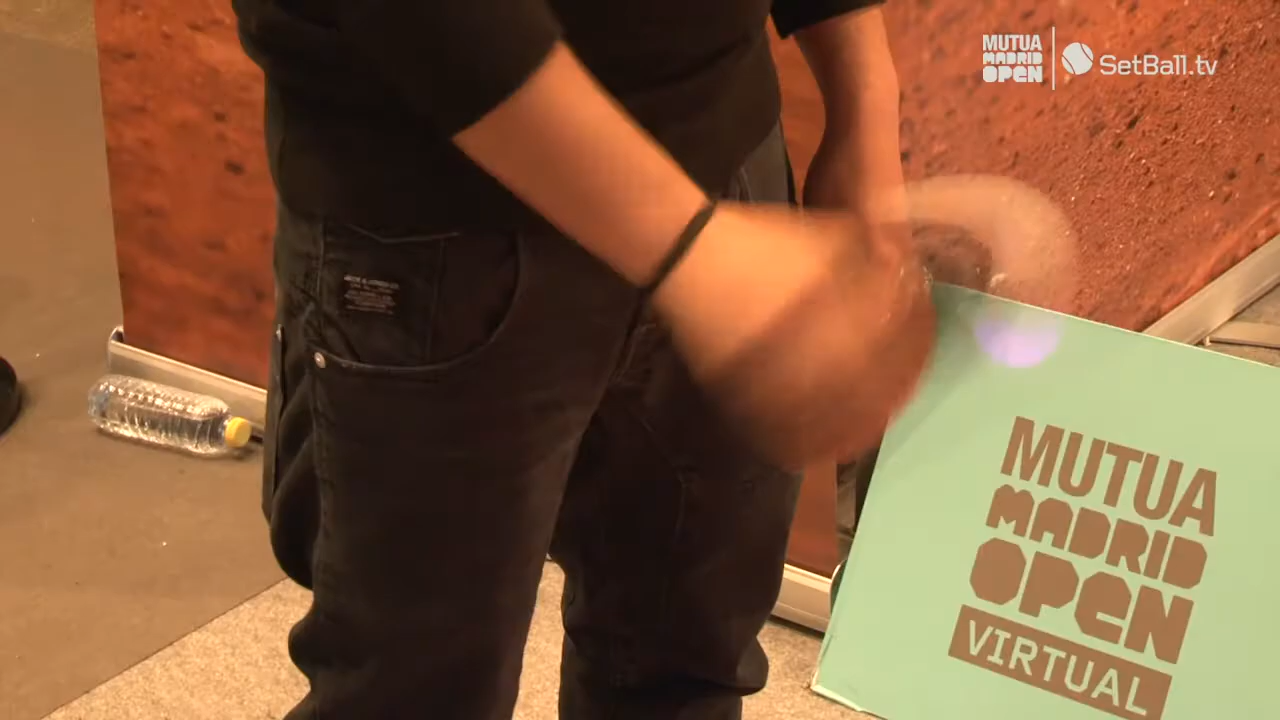 MUTUA
MADRID
OPEN
SetBall.tv
MUTUA
MADRID
OPEN
VIRTUAL